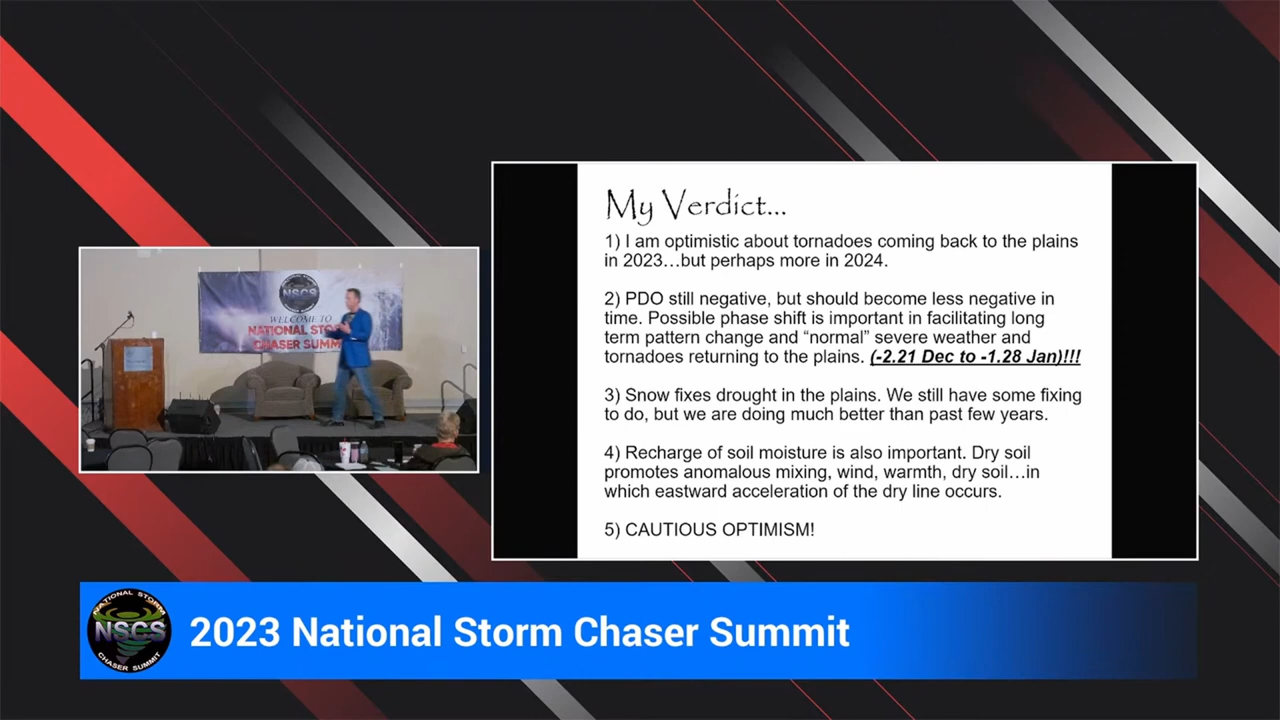 NSCS
WELCOME TO
NATIONAL STO
CHASER SUMM
My Verdict...
1) I am optimistic about tornadoes coming back to the plains
in 2023…but perhaps more in 2024.
2) PDO still negative, but should become less negative in
time. Possible phase shift is important in facilitating long
term pattern change and “normal” severe weather and
tornadoes returning to the plains. (-2.21 Dec to -1.28 Jan)!!!
3) Snow fixes drought in the plains. We still have some fixing
to do, but we are doing much better than past few years.
4) Recharge of soil moisture is also important. Dry soil
promotes anomalous mixing, wind, warmth, dry soil…in
which eastward acceleration of the dry line occurs.
5) CAUTIOUS OPTIMISM!
NATIONAL STORM
NSCS
CHASER SUMMIT
2023 National Storm Chaser Summit